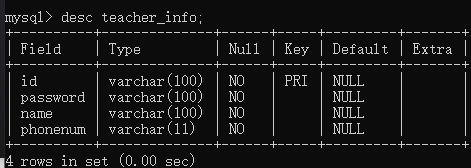 mysql> desc teacher_info;
+-----------+--------------+------+-----+---------+-------+
| Field     | Type         | Null | Key | Default | Extra |
+-----------+--------------+------+-----+---------+-------+
| id        | varchar(100) | NO   | PRI | NULL    |       |
| password  | varchar(100) | NO   |     | NULL    |       |
| name      | varchar(100) | NO   |     | NULL    |       |
| phonenum  | varchar(11)  | NO   |     | NULL    |       |
+-----------+--------------+------+-----+---------+-------+
4 rows in set (0.00 sec)